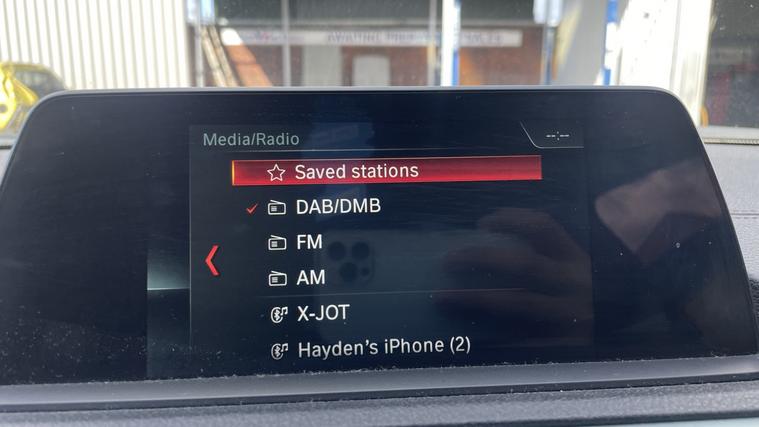 Media/Radio
--:--
Saved stations
DAB/DMB
FM
AM
X-JOT
Hayden's iPhone (2)